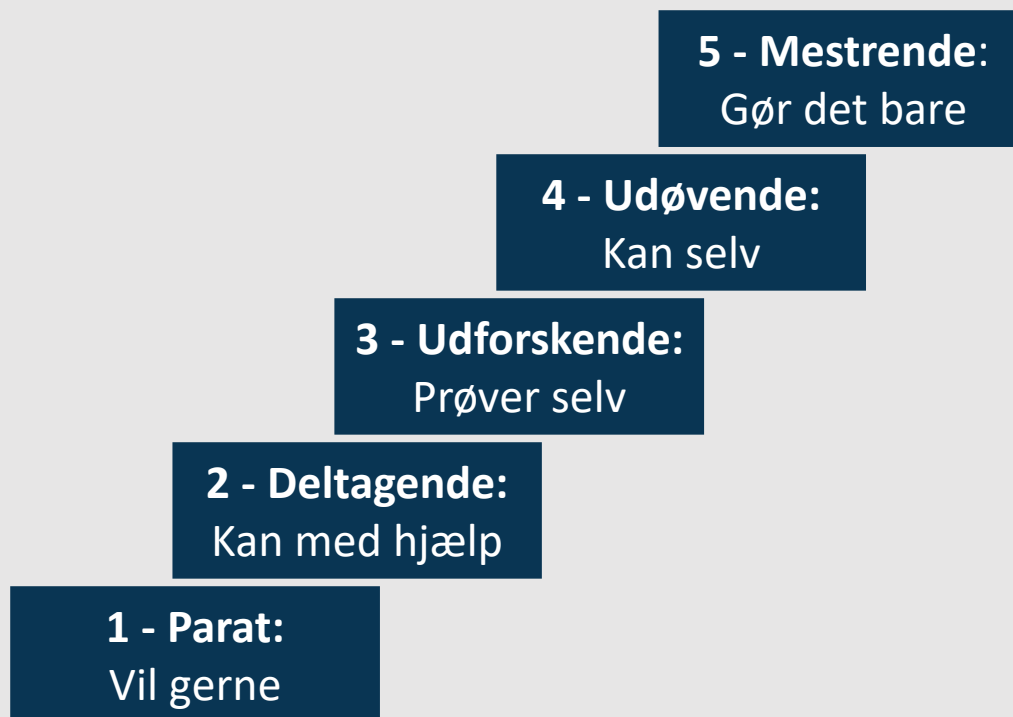 5 - Mestrende:
Gør det bare
4 - Udøvende:
Kan selv
3 - Udforskende:
Prøver selv
2 - Deltagende:
Kan med hjælp
1 - Parat:
Vil gerne